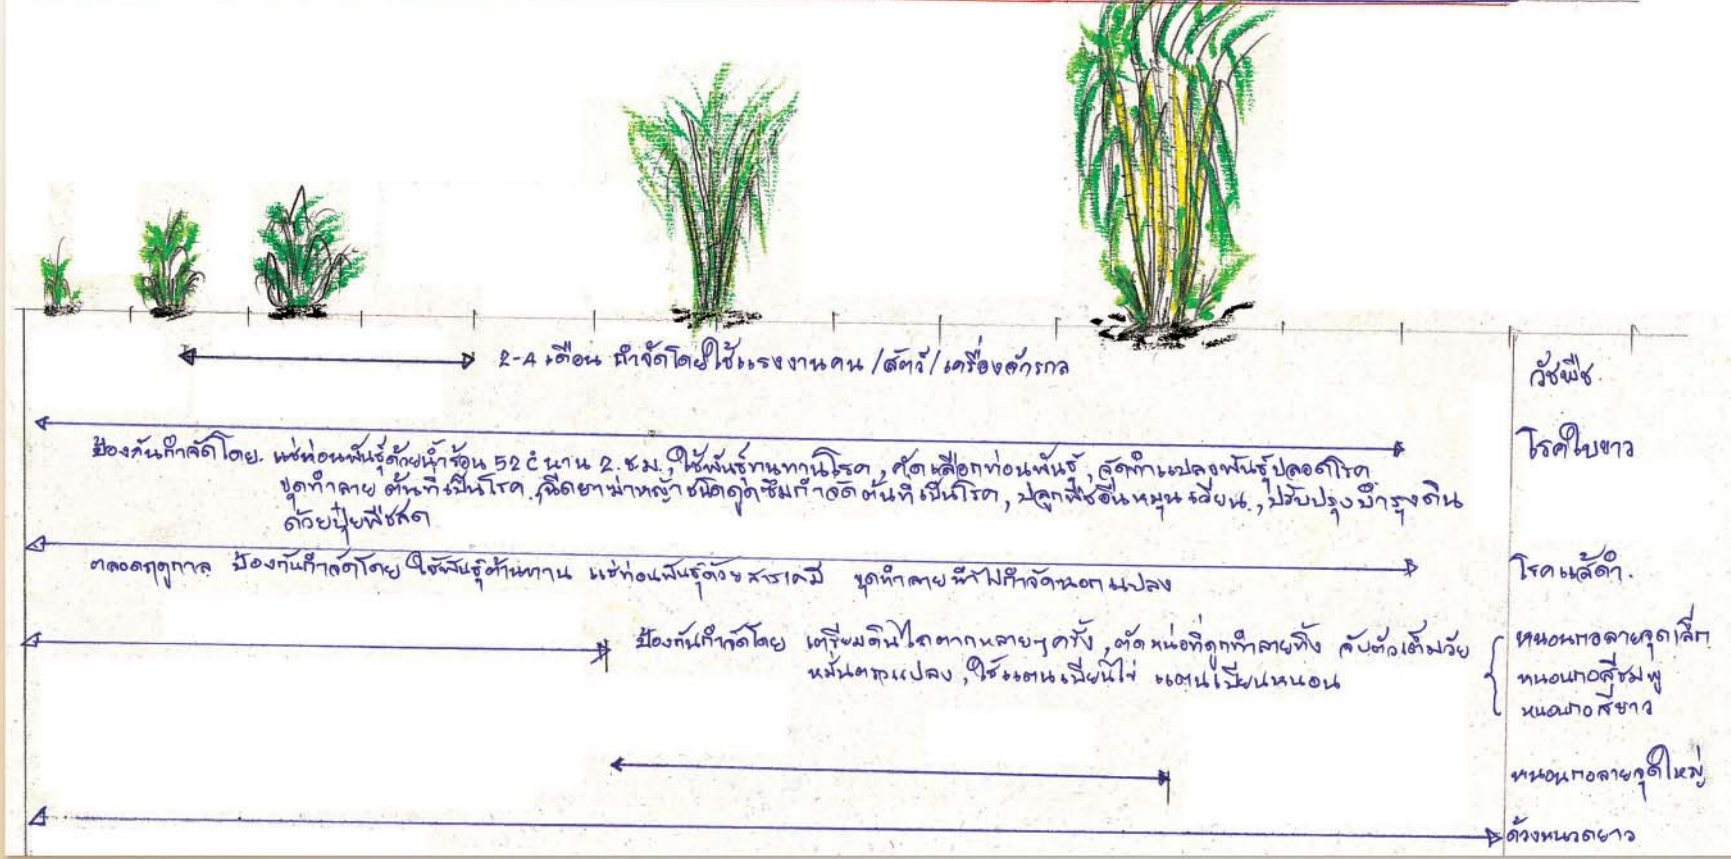 2-4 เดือน กำจัดโดยใช้แรงงานคน /สัตว์/เครื่องจักรกล
วัชพืช.
โรคใบขาว
ป้องกันกำจัดโดย. แช่ท่อนพันธุ์ด้วยน้ำร้อน 52 ํc นาน 2. ช.ม., ใช้พันธุ์ทนทานโรค, คัดเลือกท่อนพันธุ์, จัดทำแปลงพันธุ์ปลอดโรค
ขุดทำลาย ต้นที่เป็นโรค, ฉีดยาฆ่าหญ้าชนิดดูดซึมกำจัดต้นที่เป็นโรค, ปลูกพืชอื่นหมุนเวียน., ปรับปรุงบำรุงดิน
ด้วยปุ๋ยพืชสด
ตลอดฤดูกาล ป้องกันกำจัดโดย ใช้พันธุ์ต้านทาน แช่ท่อนพันธุ์ด้วยสารเคมี ขุดทำลาย นำไปกำจัดนอกแปลง
โรคแส้ดำ.
ป้องกันกำจัดโดย เตรียมดินไถตากหลายๆครั้ง, ตัดหน่อที่ถูกทำลายทิ้ง จับตัวเต็มวัย
หมั่นตรวจแปลง, ใช้แตนเบียนไข่ แตนเบียนหนอน
หนอนกอลายจุดเล็ก
หนอนกอสีชมพู
หนอนกอสีขาว
หนอนกอลายจุดใหญ่
ด้วงหนวดยาว